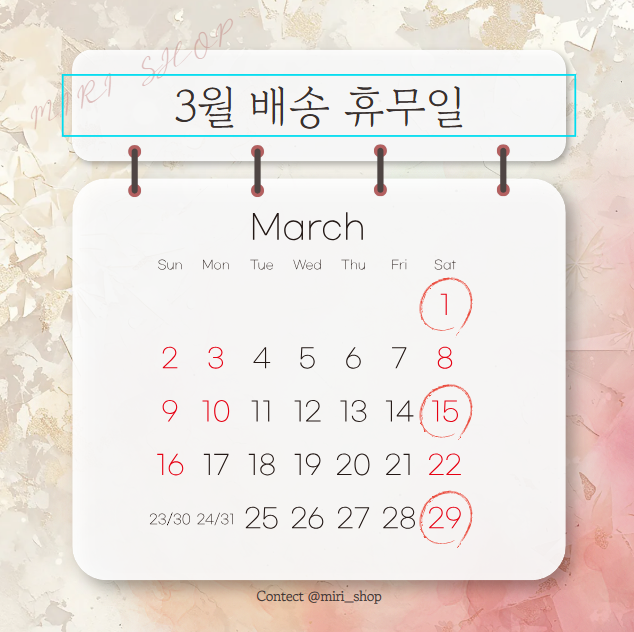 MIRI SHOP
3월 배송 휴무일
March
Sun Mon Tue Wed Thu Fri Sat
1
2 3 4 5 6 7 8
9 10 11 12 13 14 15
16 17 18 19 20 21 22
23/30 24/31 25 26 27 28 29
Contect @miri_shop